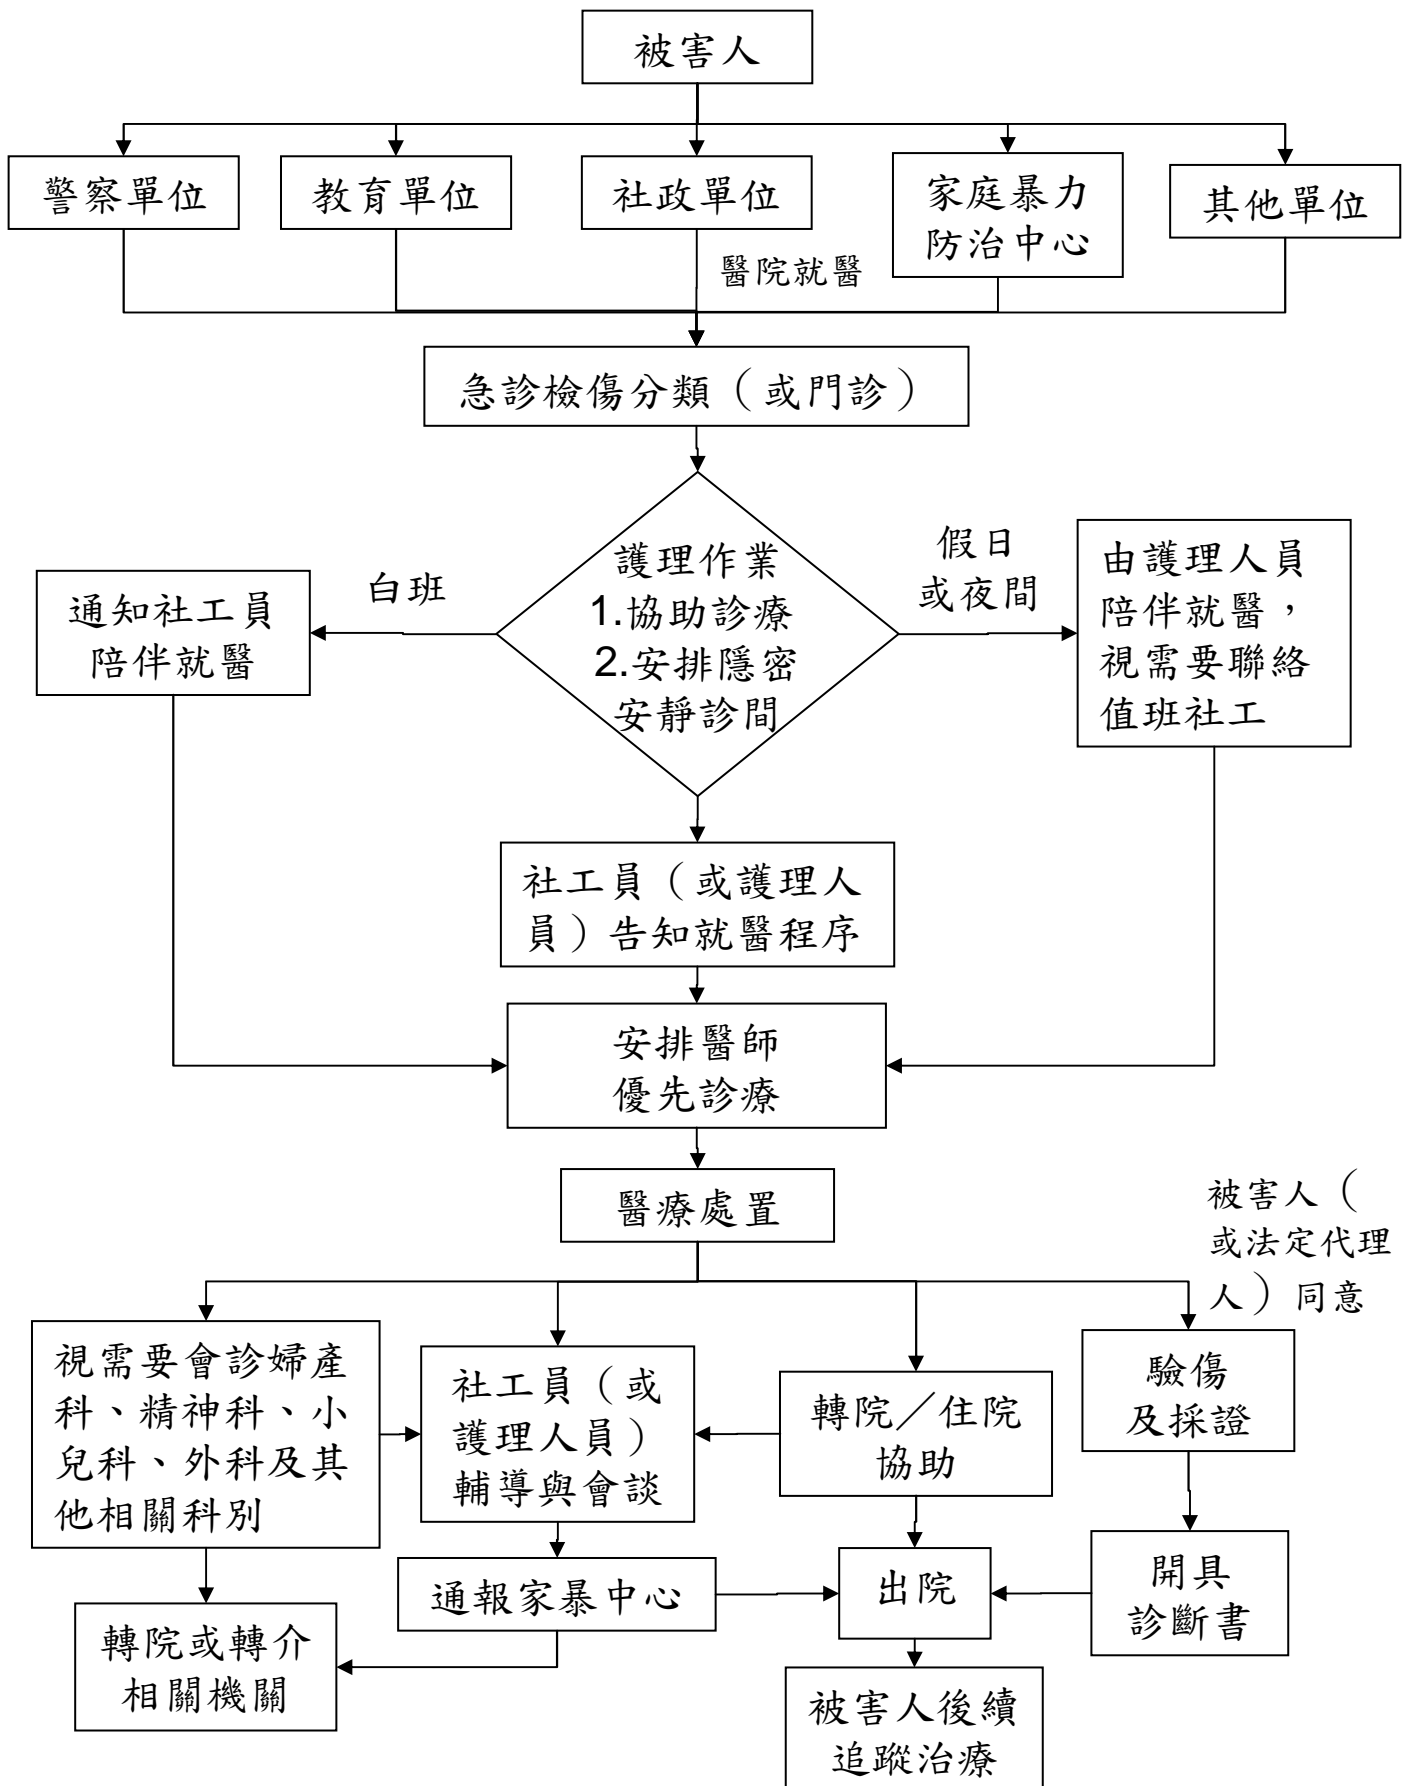 被害人
警察單位
教育單位
社政單位
家庭暴力
防治中心
其他單位
醫院就醫
急診檢傷分類（或門診）
護理作業
1.協助診療
2.安排隱密
安靜診間
白班
通知社工員
陪伴就醫
假日
或夜間
由護理人員
陪伴就醫，
視需要聯絡
值班社工
社工員（或護理人
員）告知就醫程序
安排醫師
優先診療
醫療處置
被害人（
或法定代理
人）同意
視需要會診婦產
科、精神科、小
兒科、外科及其
他相關科別
社工員（或
護理人員）
輔導與會談
轉院／住院
協助
驗傷
及採證
通報家暴中心
出院
開具
診斷書
轉院或轉介
相關機關
被害人後續
追蹤治療